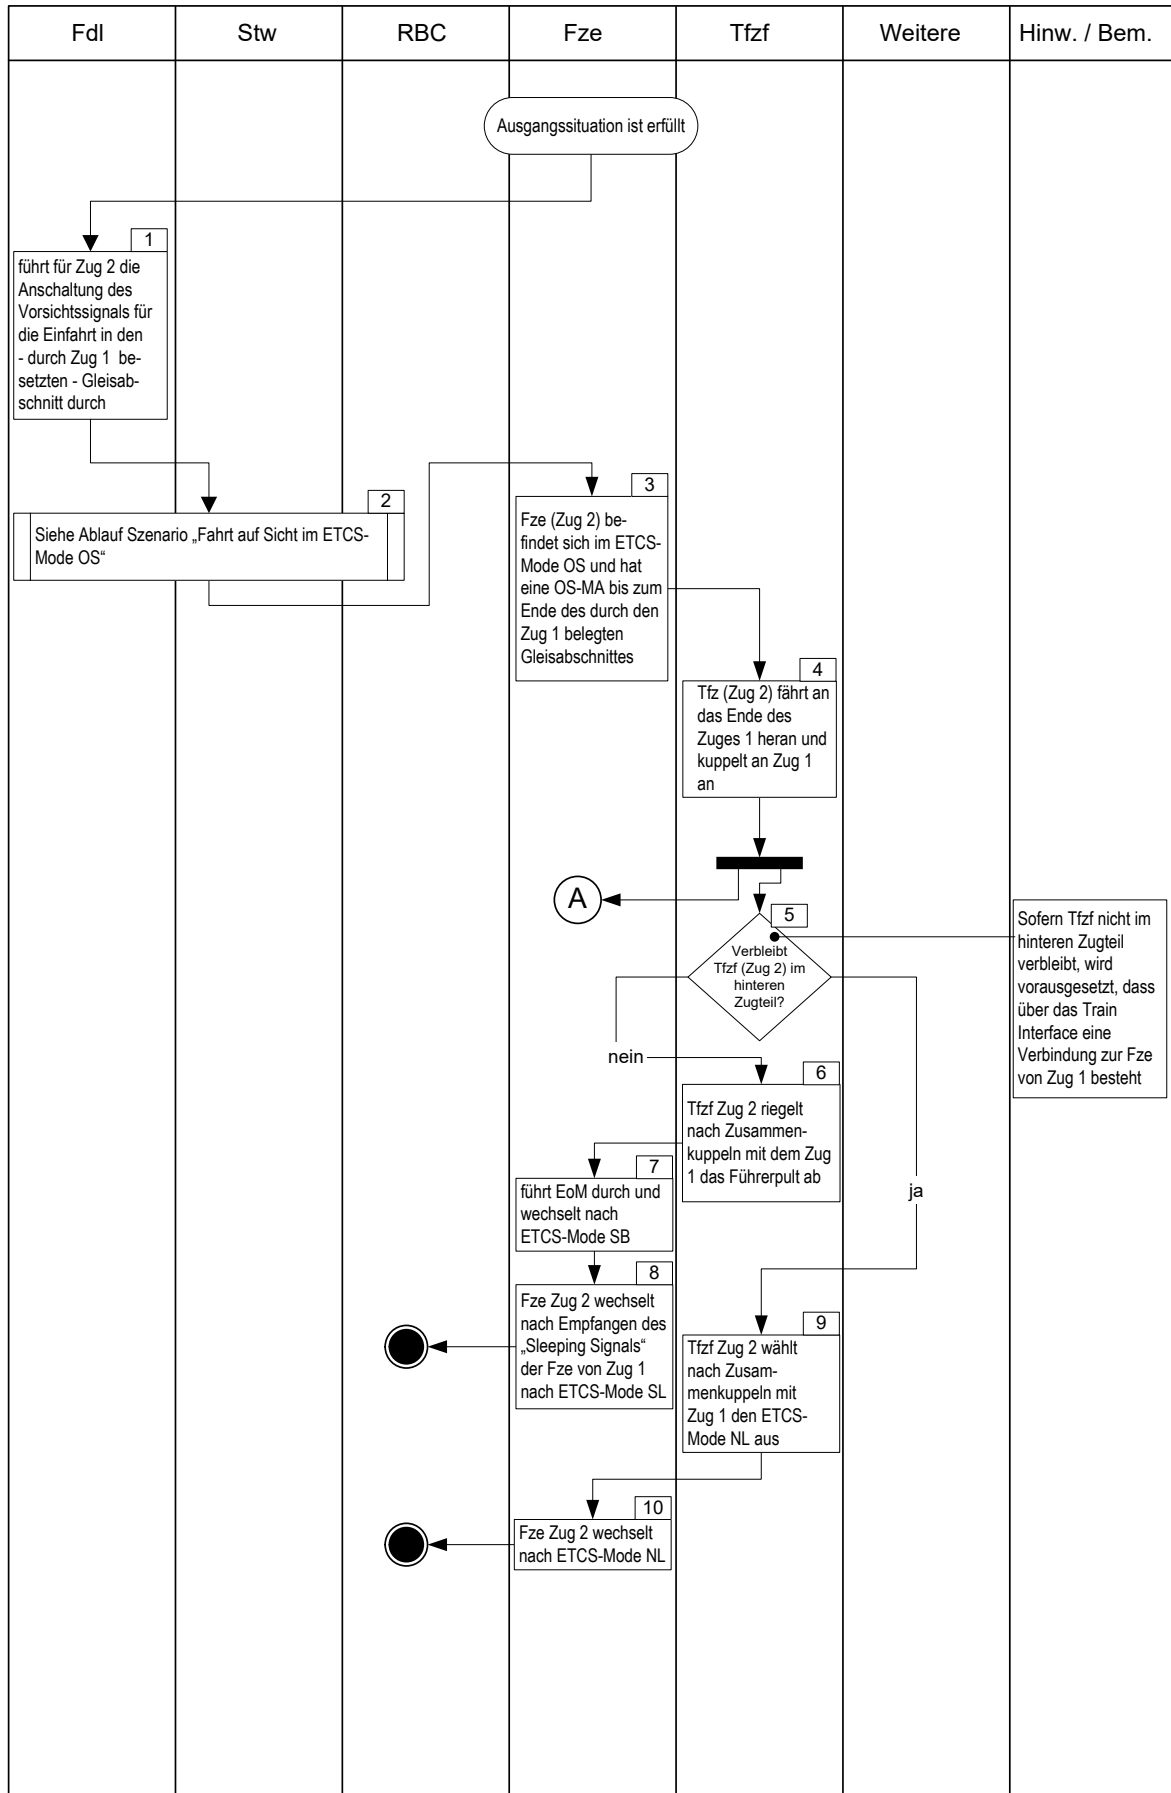 Fdl
Stw
RBC
Fze
Tfzf
Weitere
Hinw. / Bem.
Ausgangssituation ist erfüllt
1
führt für Zug 2 die
Anschaltung des
Vorsichtssignals für
die Einfahrt in den
- durch Zug 1 be-
setzten - Gleisab-
schnitt durch
2
Siehe Ablauf Szenario „Fahrt auf Sicht im ETCS-
Mode OS“
3
Fze (Zug 2) be-
findet sich im ETCS-
Mode OS und hat
eine OS-MA bis zum
Ende des durch den
Zug 1 belegten
Gleisabschnittes
4
Tfz (Zug 2) fährt an
das Ende des
Zuges 1 heran und
kuppelt an Zug 1
an
A
5
Verbleibt
Tfzf (Zug 2) im
hinteren
Zugteil?
Sofern Tfzf nicht im
hinteren Zugteil
verbleibt, wird
vorausgesetzt, dass
über das Train
Interface eine
Verbindung zur Fze
von Zug 1 besteht
nein
6
Tfzf Zug 2 riegelt
nach Zusammen-
kuppeln mit dem Zug
1 das Führerpult ab
ja
7
führt EoM durch und
wechselt nach
ETCS-Mode SB
8
Fze Zug 2 wechselt
nach Empfangen des
„Sleeping Signals“
der Fze von Zug 1
nach ETCS-Mode SL
9
Tfzf Zug 2 wählt
nach Zusam-
menkuppeln mit
Zug 1 den ETCS-
Mode NL aus
10
Fze Zug 2 wechselt
nach ETCS-Mode NL